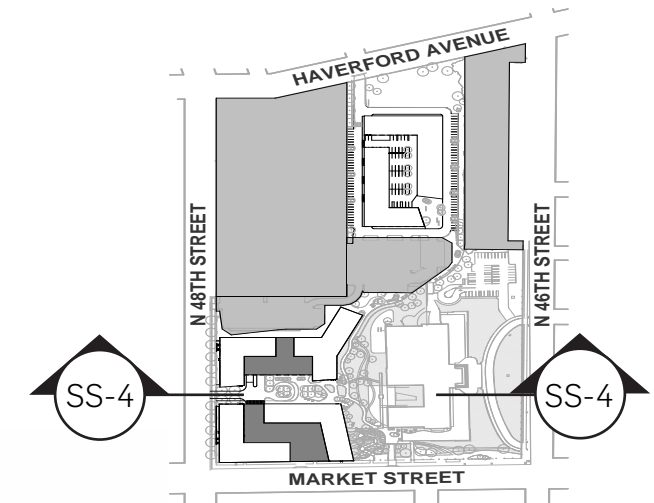 HAVERFORD AVENUE
N 48TH STREET
N 46TH STREET
SS-4
SS-4
MARKET STREET